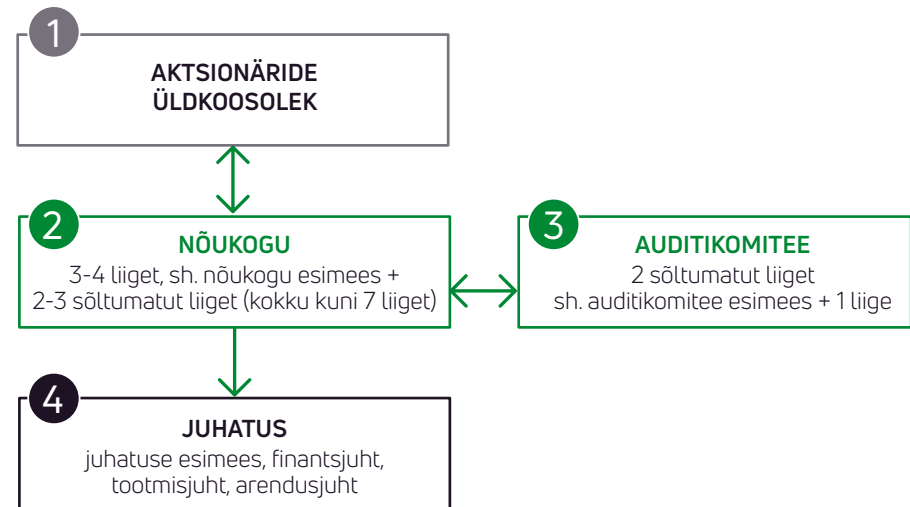 1
AKTSIONÄRIDE
ÜLDKOOSOLEK
2
NÕUKOGU
3-4 liiget, sh. nõukogu esimees +
2-3 sõltumatut liiget (kokku kuni 7 liiget)
3
AUDITIKOMITEE
2 sõltumatut liiget
sh. auditikomitee esimees + 1 liige
4
JUHATUS
juhatuse esimees, finantsjuht,
tootmisjuht, arendusjuht